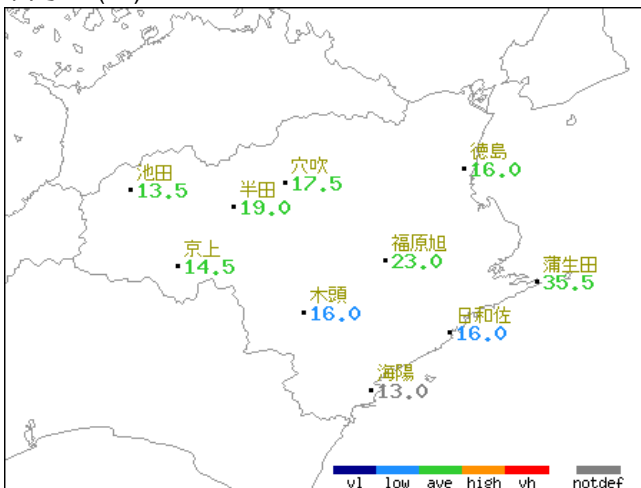 徳島
16.0
穴吹
17.5
池田
13.5
半田
19.0
京上
14.5
福原旭
23.0
蒲生田
35.5
木頭
16.0
日和佐
16.0
海陽
13.0
vl low ave high vh notdef